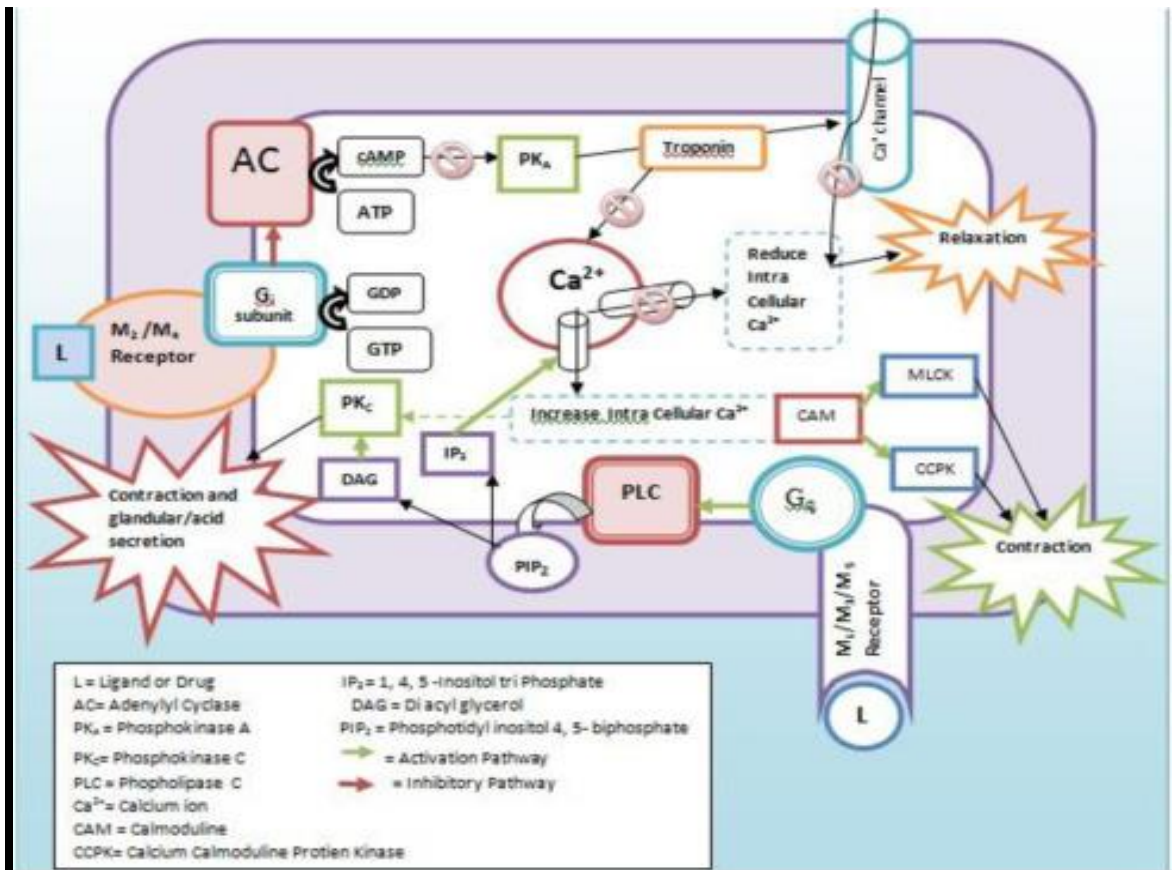 AC
cAMP
ATP
PKA
Troponin
Ca⁺ channel
Relaxation
Reduce
Intra
Cellular
Ca²⁺
Ca²⁺
Gi
subunit
GDP
GTP
L
M₂ /M₄
Receptor
PKC
IP₃
DAG
Increase Intra Cellular Ca²⁺
CAM
MLCK
CCPK
Contraction and
glandular/acid
secretion
PLC
Gq
PIP₂
Contraction
M₁/M₃/M₅
Receptor
L
L = Ligand or Drug
AC= Adenylyl Cyclase
PKA = Phosphokinase A
PKC= Phosphokinase C
PLC = Phopholipase C
Ca²⁺= Calcium ion
CAM = Calmoduline
CCPK= Calcium Calmoduline Protien Kinase
IP₃ = 1, 4, 5 -Inositol tri Phosphate
DAG = Di acyl glycerol
PIP₂ = Phosphotidyl inositol 4, 5- biphosphate
= Activation Pathway
= Inhibitory Pathway